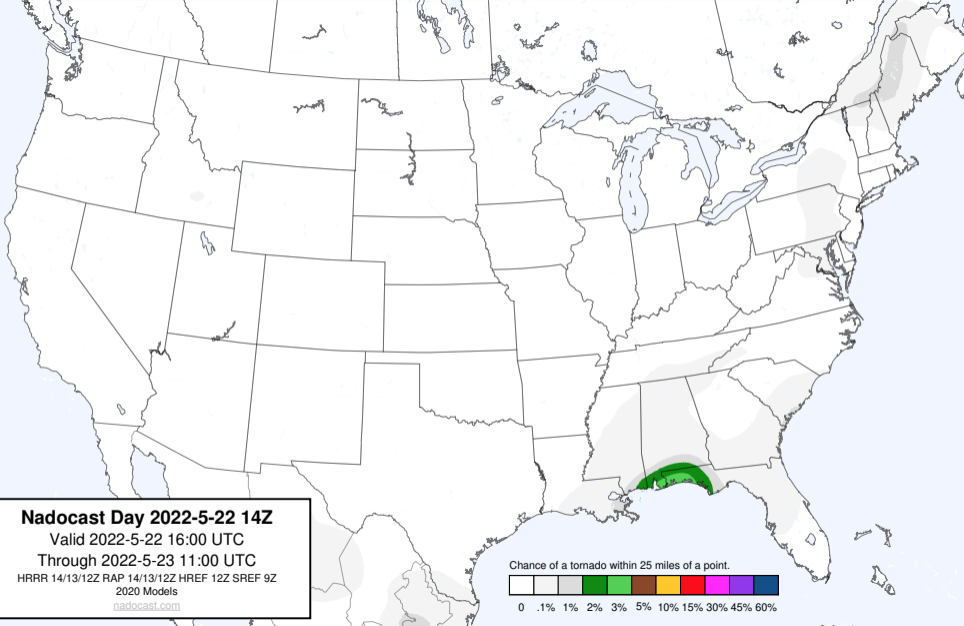 Nadocast Day 2022-5-22 14Z
Valid 2022-5-22 16:00 UTC
Through 2022-5-23 11:00 UTC
HRRR 14/13/12Z RAP 14/13/12Z HREF 12Z SREF 9Z
2020 Models
nadocast.com
Chance of a tornado within 25 miles of a point.
0 .1% 1% 2% 3% 5% 10% 15% 30% 45% 60%